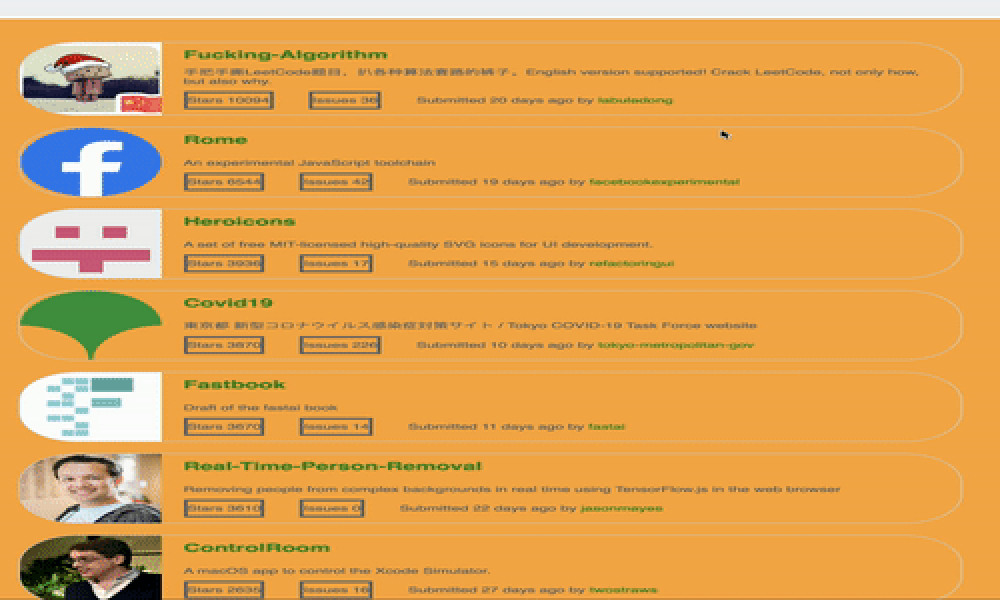 Fucking-Algorithm
手把手撕LeetCode题目，扒各种算法套路的裤子。English version supported! Crack LeetCode, not only how,
but also why.
Stars 10094 Issues 36 Submitted 20 days ago by labuladong
Rome
An experimental JavaScript toolchain
Stars 6544 Issues 42 Submitted 19 days ago by facebookexperimental
Heroicons
A set of free MIT-licensed high-quality SVG icons for UI development.
Stars 3936 Issues 17 Submitted 15 days ago by refactoringui
Covid19
東京都 新型コロナウイルス感染症対策サイト / Tokyo COVID-19 Task Force website
Stars 3870 Issues 226 Submitted 10 days ago by tokyo-metropolitan-gov
Fastbook
Draft of the fastai book
Stars 3670 Issues 14 Submitted 11 days ago by fastai
Real-Time-Person-Removal
Removing people from complex backgrounds in real time using TensorFlow.js in the web browser
Stars 3610 Issues 0 Submitted 22 days ago by jasonmayes
ControlRoom
A macOS app to control the Xcode Simulator.
Stars 2635 Issues 16 Submitted 27 days ago by twostraws